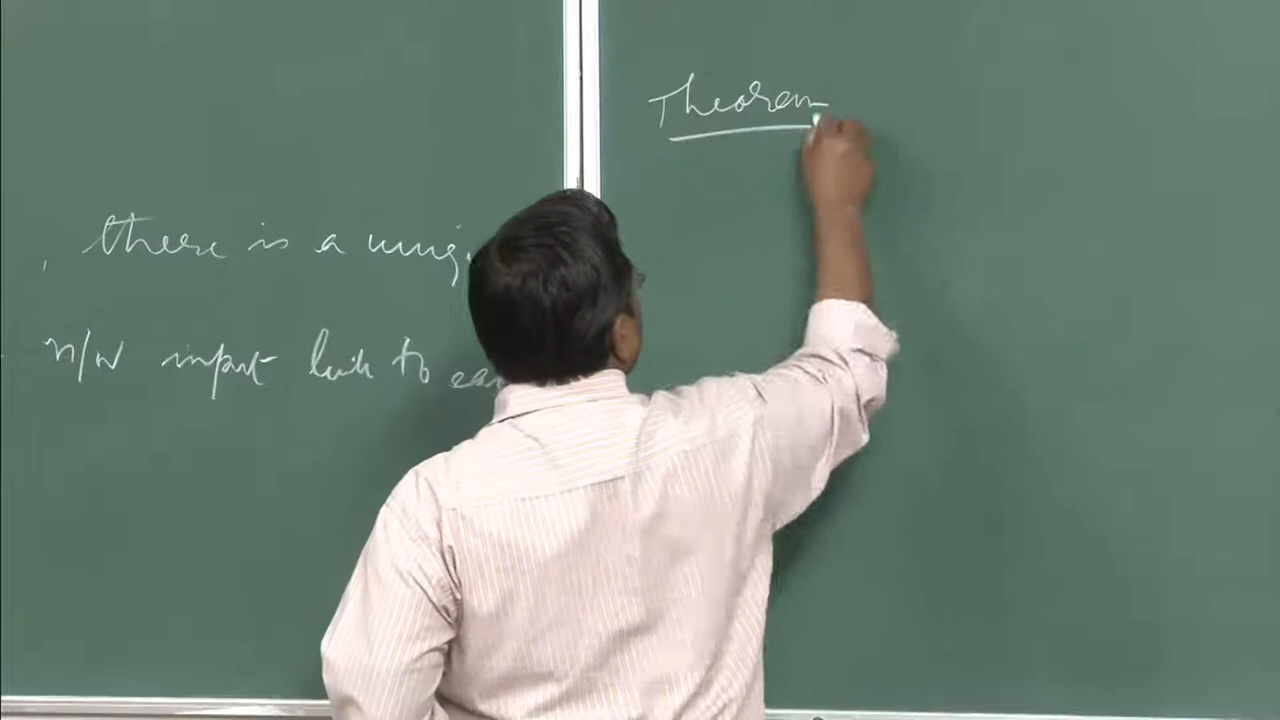 , there is a uniq
n/w input link to ea
Theorem